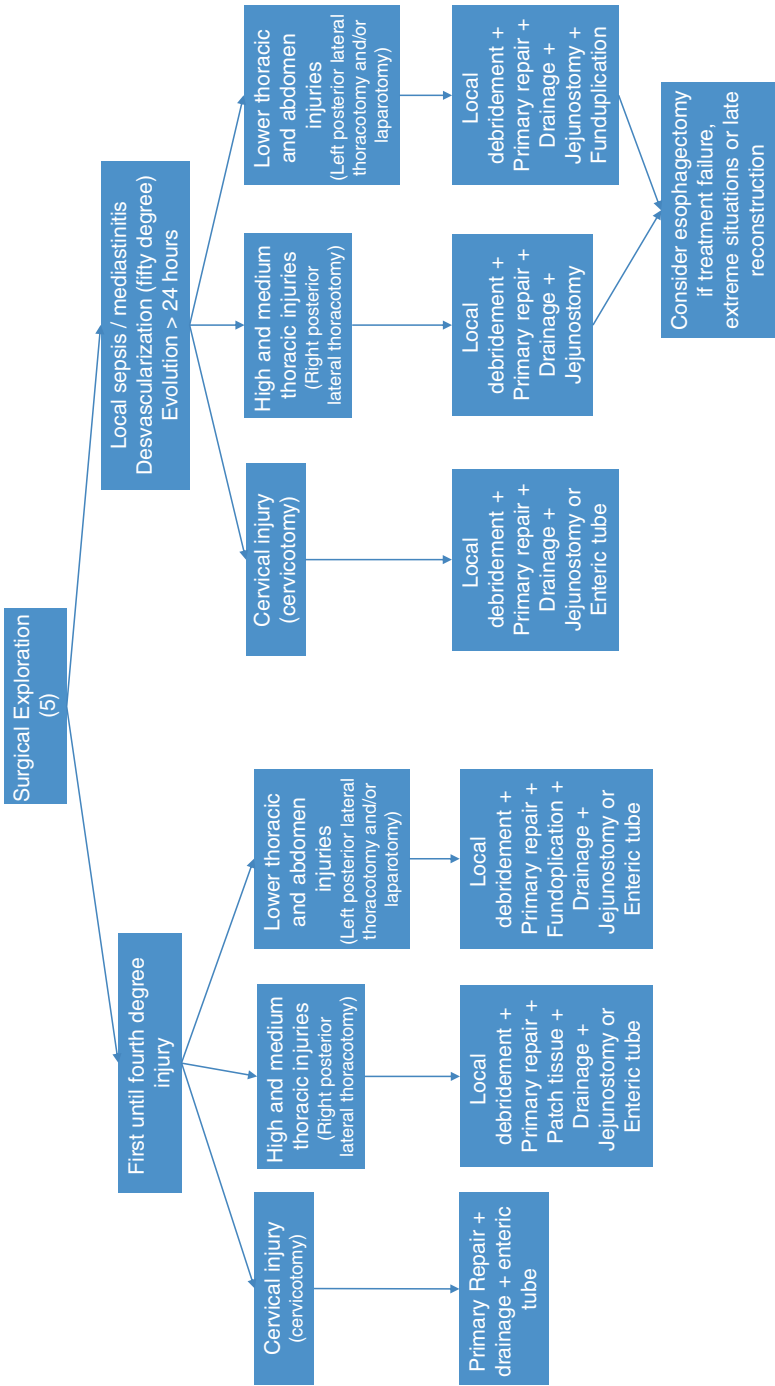 Surgical Exploration
(5)
First until fourth degree
injury
Local sepsis / mediastinitis
Desvascularization (fifty degree)
Evolution > 24 hours
Cervical injury
(cervicotomy)
High and medium
thoracic injuries
(Right posterior
lateral thoracotomy)
Lower thoracic
and abdomen
injuries
(Left posterior lateral
thoracotomy and/or
laparotomy)
Cervical injury
(cervicotomy)
High and medium
thoracic injuries
(Right posterior
lateral thoracotomy)
Lower thoracic
and abdomen
injuries
(Left posterior lateral
thoracotomy and/or
laparotomy)
Primary Repair +
drainage + enteric
tube
Local
debridement +
Primary repair +
Patch tissue +
Drainage +
Jejunostomy or
Enteric tube
Local
debridement +
Primary repair +
Fundoplication +
Drainage +
Jejunostomy or
Enteric tube
Local
debridement +
Primary repair +
Drainage +
Jejunostomy or
Enteric tube
Local
debridement +
Primary repair +
Drainage +
Jejunostomy
Local
debridement +
Primary repair +
Drainage +
Jejunostomy +
Funduplication
Consider esophagectomy
if treatment failure,
extreme situations or late
reconstruction